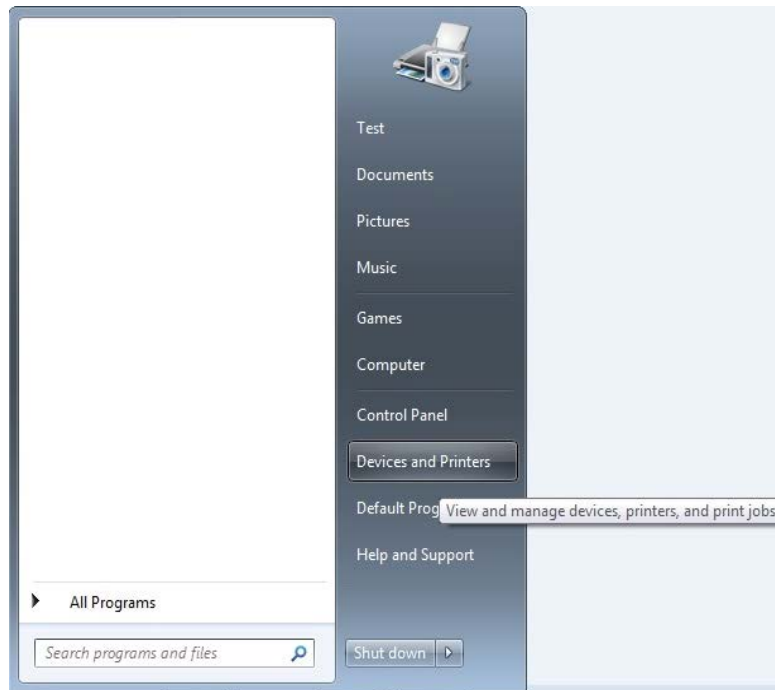 Test
Documents
Pictures
Music
Games
Computer
Control Panel
Devices and Printers
Default Prog
View and manage devices, printers, and print jobs
Help and Support
All Programs
Search programs and files
Shut down